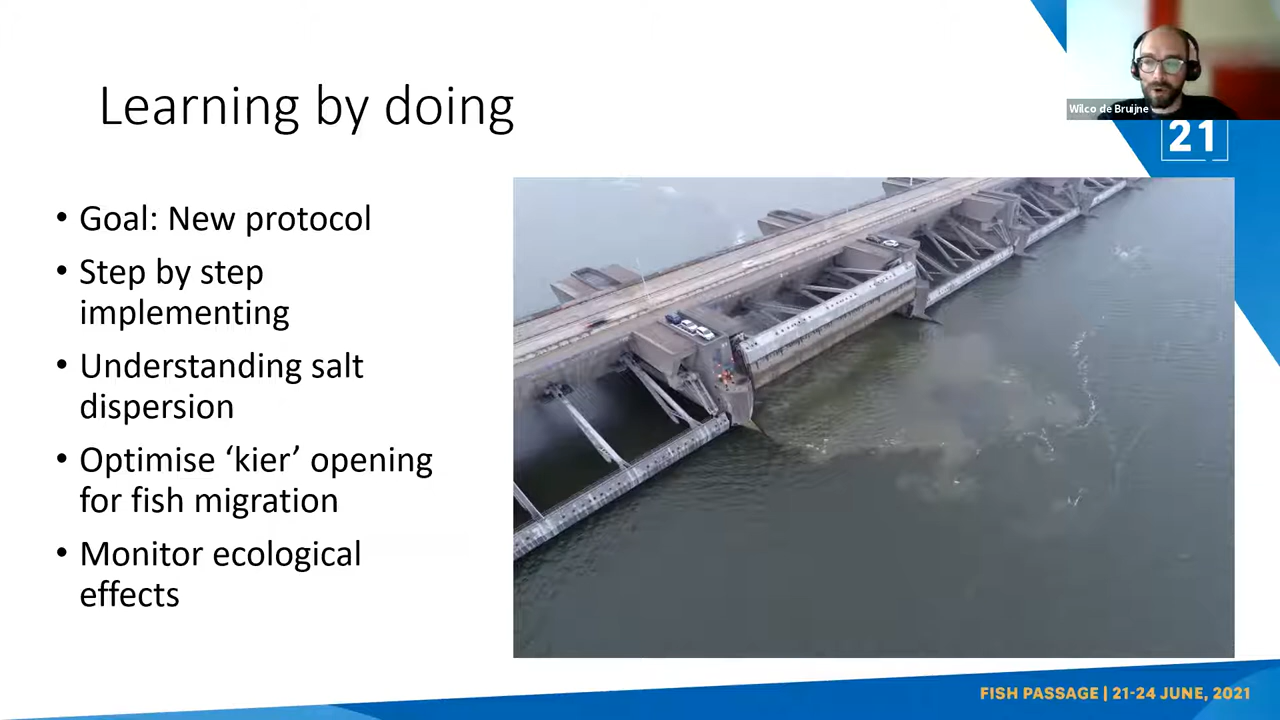 Learning by doing
Wilco de Bruijne
21
• Goal: New protocol
• Step by step
implementing
• Understanding salt
dispersion
• Optimise ‘kier’ opening
for fish migration
• Monitor ecological
effects
FISH PASSAGE | 21-24 JUNE, 2021